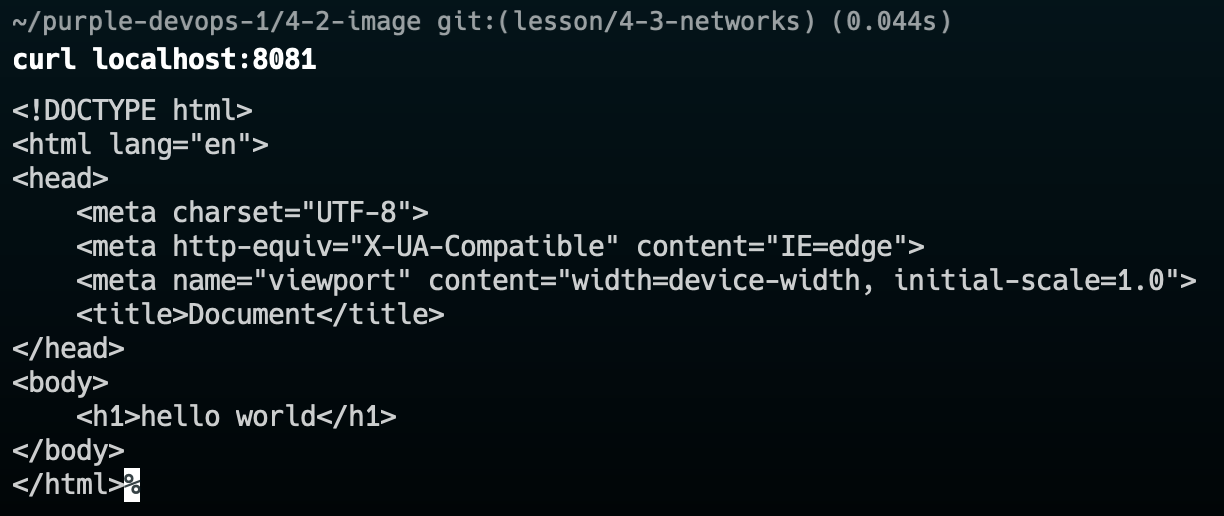 ~/purple-devops-1/4-2-image git:(lesson/4-3-networks) (0.044s)
curl localhost:8081
<!DOCTYPE html>
<html lang="en">
<head>
    <meta charset="UTF-8">
    <meta http-equiv="X-UA-Compatible" content="IE=edge">
    <meta name="viewport" content="width=device-width, initial-scale=1.0">
    <title>Document</title>
</head>
<body>
    <h1>hello world</h1>
</body>
</html>%